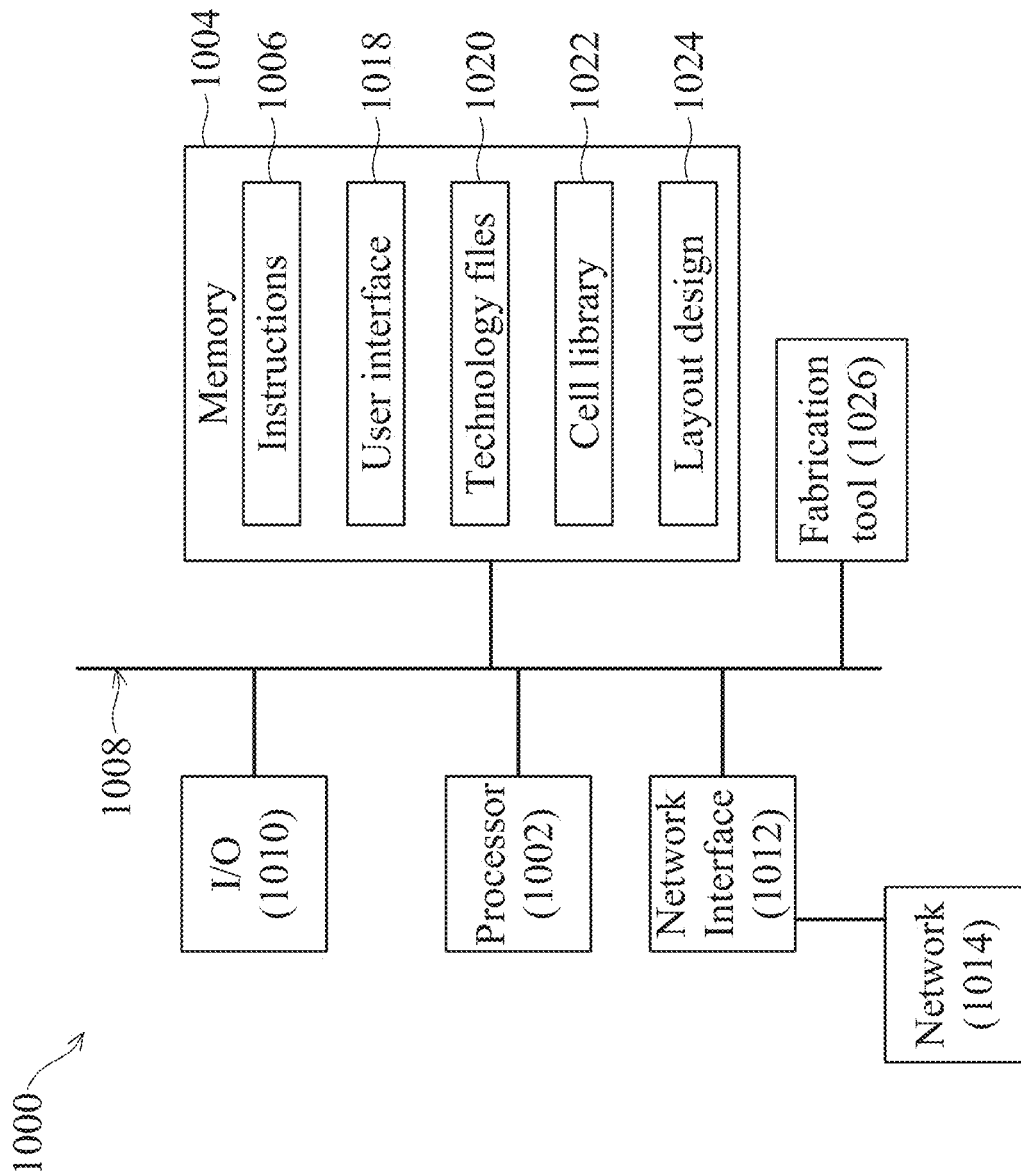 1000
1008
I/O
(1010)
Processor
(1002)
Network
Interface
(1012)
Network
(1014)
Memory
1004
Instructions
1006
User interface
1018
Technology files
1020
Cell library
1022
Layout design
1024
Fabrication
tool (1026)